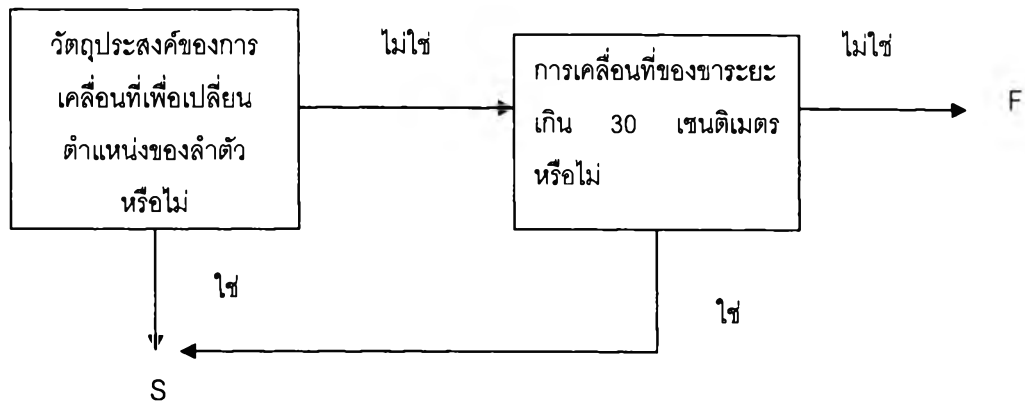 วัตถุประสงค์ของการ
เคลื่อนที่เพื่อเปลี่ยน
ตำแหน่งของลำตัว
หรือไม่
ไม่ใช่
การเคลื่อนที่ของขาระยะ
เกิน 30 เซนติเมตร
หรือไม่
ไม่ใช่
F
ใช่
ใช่
S